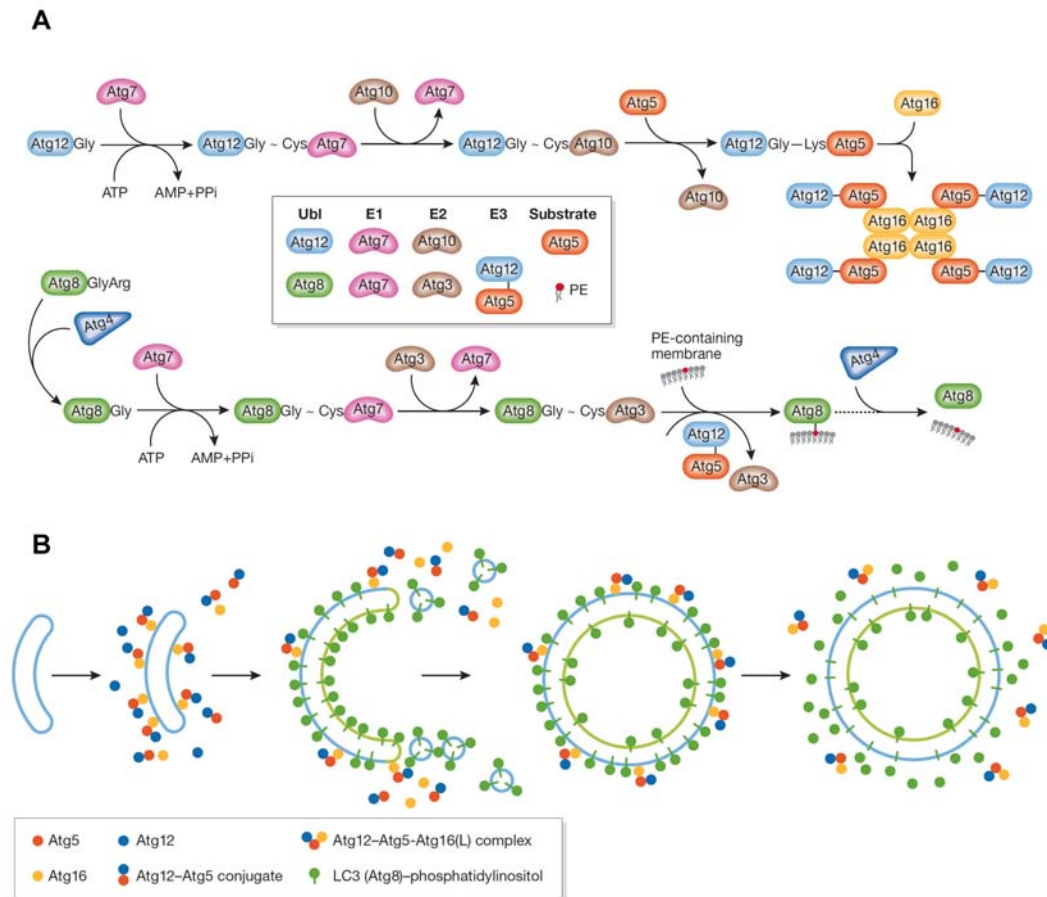 A
Atg7
Atg10
Atg7
Atg5
Atg16
Atg12 Gly
Atg12 Gly ~ Cys Atg7
Atg12 Gly ~ Cys Atg10
Atg12 Gly – Lys Atg5
ATP
AMP+PPi
Atg10
Atg12 Atg5 Atg5 Atg12
Atg16 Atg16
Atg16 Atg16
Atg12 Atg5 Atg5 Atg12
Ubl E1 E2 E3 Substrate
Atg12 Atg7 Atg10 Atg5
Atg8 Atg7 Atg3 Atg12 Atg5 PE
Atg8 GlyArg
Atg4
Atg7
Atg3
Atg7
PE-containing
membrane
Atg4
Atg8 Gly
Atg8 Gly ~ Cys Atg7
Atg8 Gly ~ Cys Atg3
Atg8
Atg8
ATP
AMP+PPi
Atg12
Atg5
Atg3
B
Atg5 Atg12 Atg12–Atg5-Atg16(L) complex
Atg16 Atg12–Atg5 conjugate LC3 (Atg8)–phosphatidylinositol